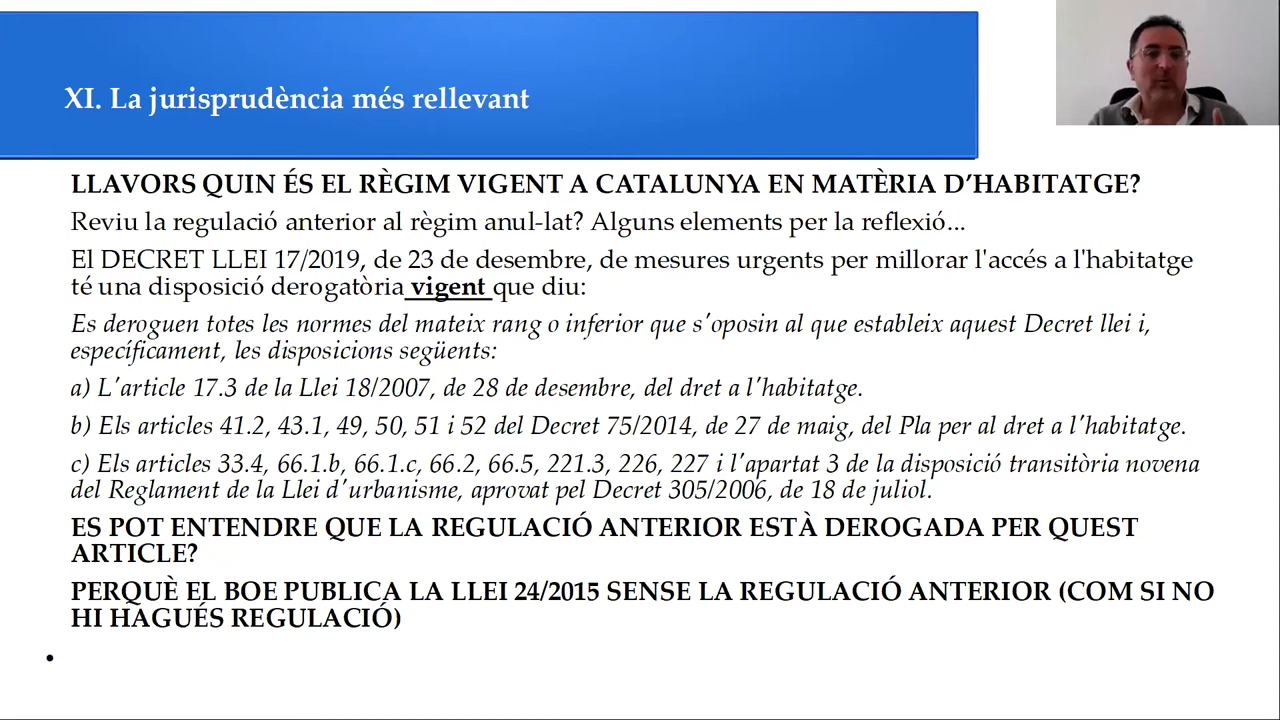 XI. La jurisprudència més rellevant
LLAVORS QUIN ÉS EL RÈGIM VIGENT A CATALUNYA EN MATÈRIA D’HABITATGE?
Reviu la regulació anterior al règim anul-lat? Alguns elements per la reflexió...
El DECRET LLEI 17/2019, de 23 de desembre, de mesures urgents per millorar l'accés a l'habitatge
té una disposició derogatòria vigent que diu:
Es deroguen totes les normes del mateix rang o inferior que s'oposin al que estableix aquest Decret llei i,
específicament, les disposicions següents:
a) L'article 17.3 de la Llei 18/2007, de 28 de desembre, del dret a l'habitatge.
b) Els articles 41.2, 43.1, 49, 50, 51 i 52 del Decret 75/2014, de 27 de maig, del Pla per al dret a l'habitatge.
c) Els articles 33.4, 66.1.b, 66.1.c, 66.2, 66.5, 221.3, 226, 227 i l'apartat 3 de la disposició transitòria novena
del Reglament de la Llei d'urbanisme, aprovat pel Decret 305/2006, de 18 de juliol.
ES POT ENTENDRE QUE LA REGULACIÓ ANTERIOR ESTÀ DEROGADA PER QUEST
ARTICLE?
PERQUÈ EL BOE PUBLICA LA LLEI 24/2015 SENSE LA REGULACIÓ ANTERIOR (COM SI NO
HI HAGUÉS REGULACIÓ)